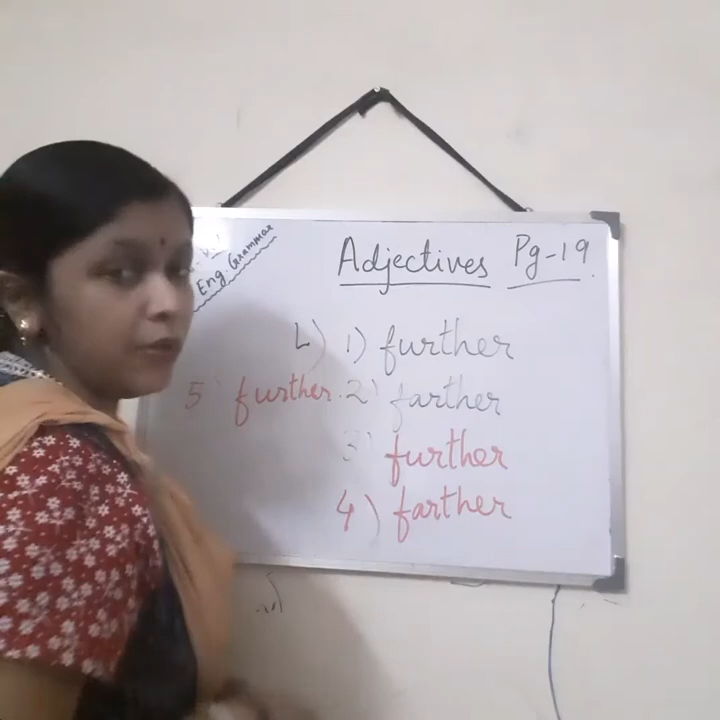 Eng. Grammar
Adjectives Pg-19.
L) 1) further
2) farther
3) further
4) farther
5) further.